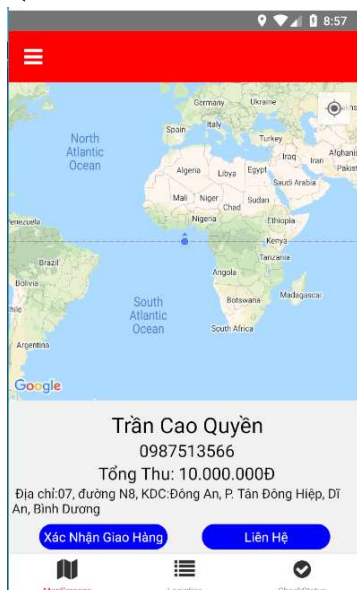 8:57
Germany
Ukraine
Spain
Italy
Turkey
North
Atlantic
Ocean
Iraq
Iran
Algeria
Libya
Egypt
Saudi Arabia
Mali
Niger
Chad
Sudan
Nigeria
Ethiopia
Kenya
Tanzania
Brazil
Angola
Bolivia
South
Atlantic
Ocean
Botswana
Madagascar
South Africa
Argentina
Google
Trần Cao Quyền
0987513566
Tổng Thu: 10.000.000Đ
Địa chỉ:07, đường N8, KDC:Đông An, P. Tân Đông Hiệp, Dĩ
An, Bình Dương
Xác Nhận Giao Hàng
Liên Hệ